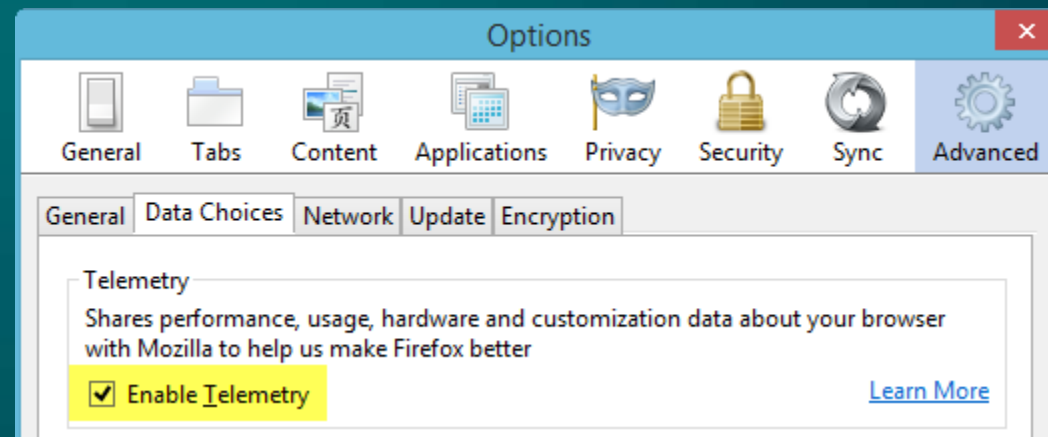 Options
General Tabs Content Applications Privacy Security Sync Advanced
General Data Choices Network Update Encryption
Telemetry
Shares performance, usage, hardware and customization data about your browser
with Mozilla to help us make Firefox better
Enable Telemetry Learn More